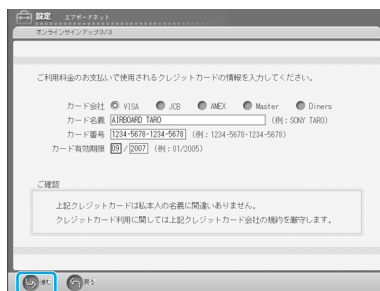 設定 エアボードネット
オンラインサインアップ3/3
ご利用料金のお支払いで使用されるクレジットカードの情報を入力してください。
カード会社 VISA JCB AMEX Master Diners
カード名義 AIRBOARD TARO (例:SONY TARO)
カード番号 1234-5678-1234-5678 (例:1234-5678-1234-5678)
カード有効期限 09 / 2007 (例:01/2005)
ご確認
上記クレジットカードは私本人の名義に間違いありません。
クレジットカード利用に関しては上記クレジットカード会社の規約を厳守します。
進む 戻る